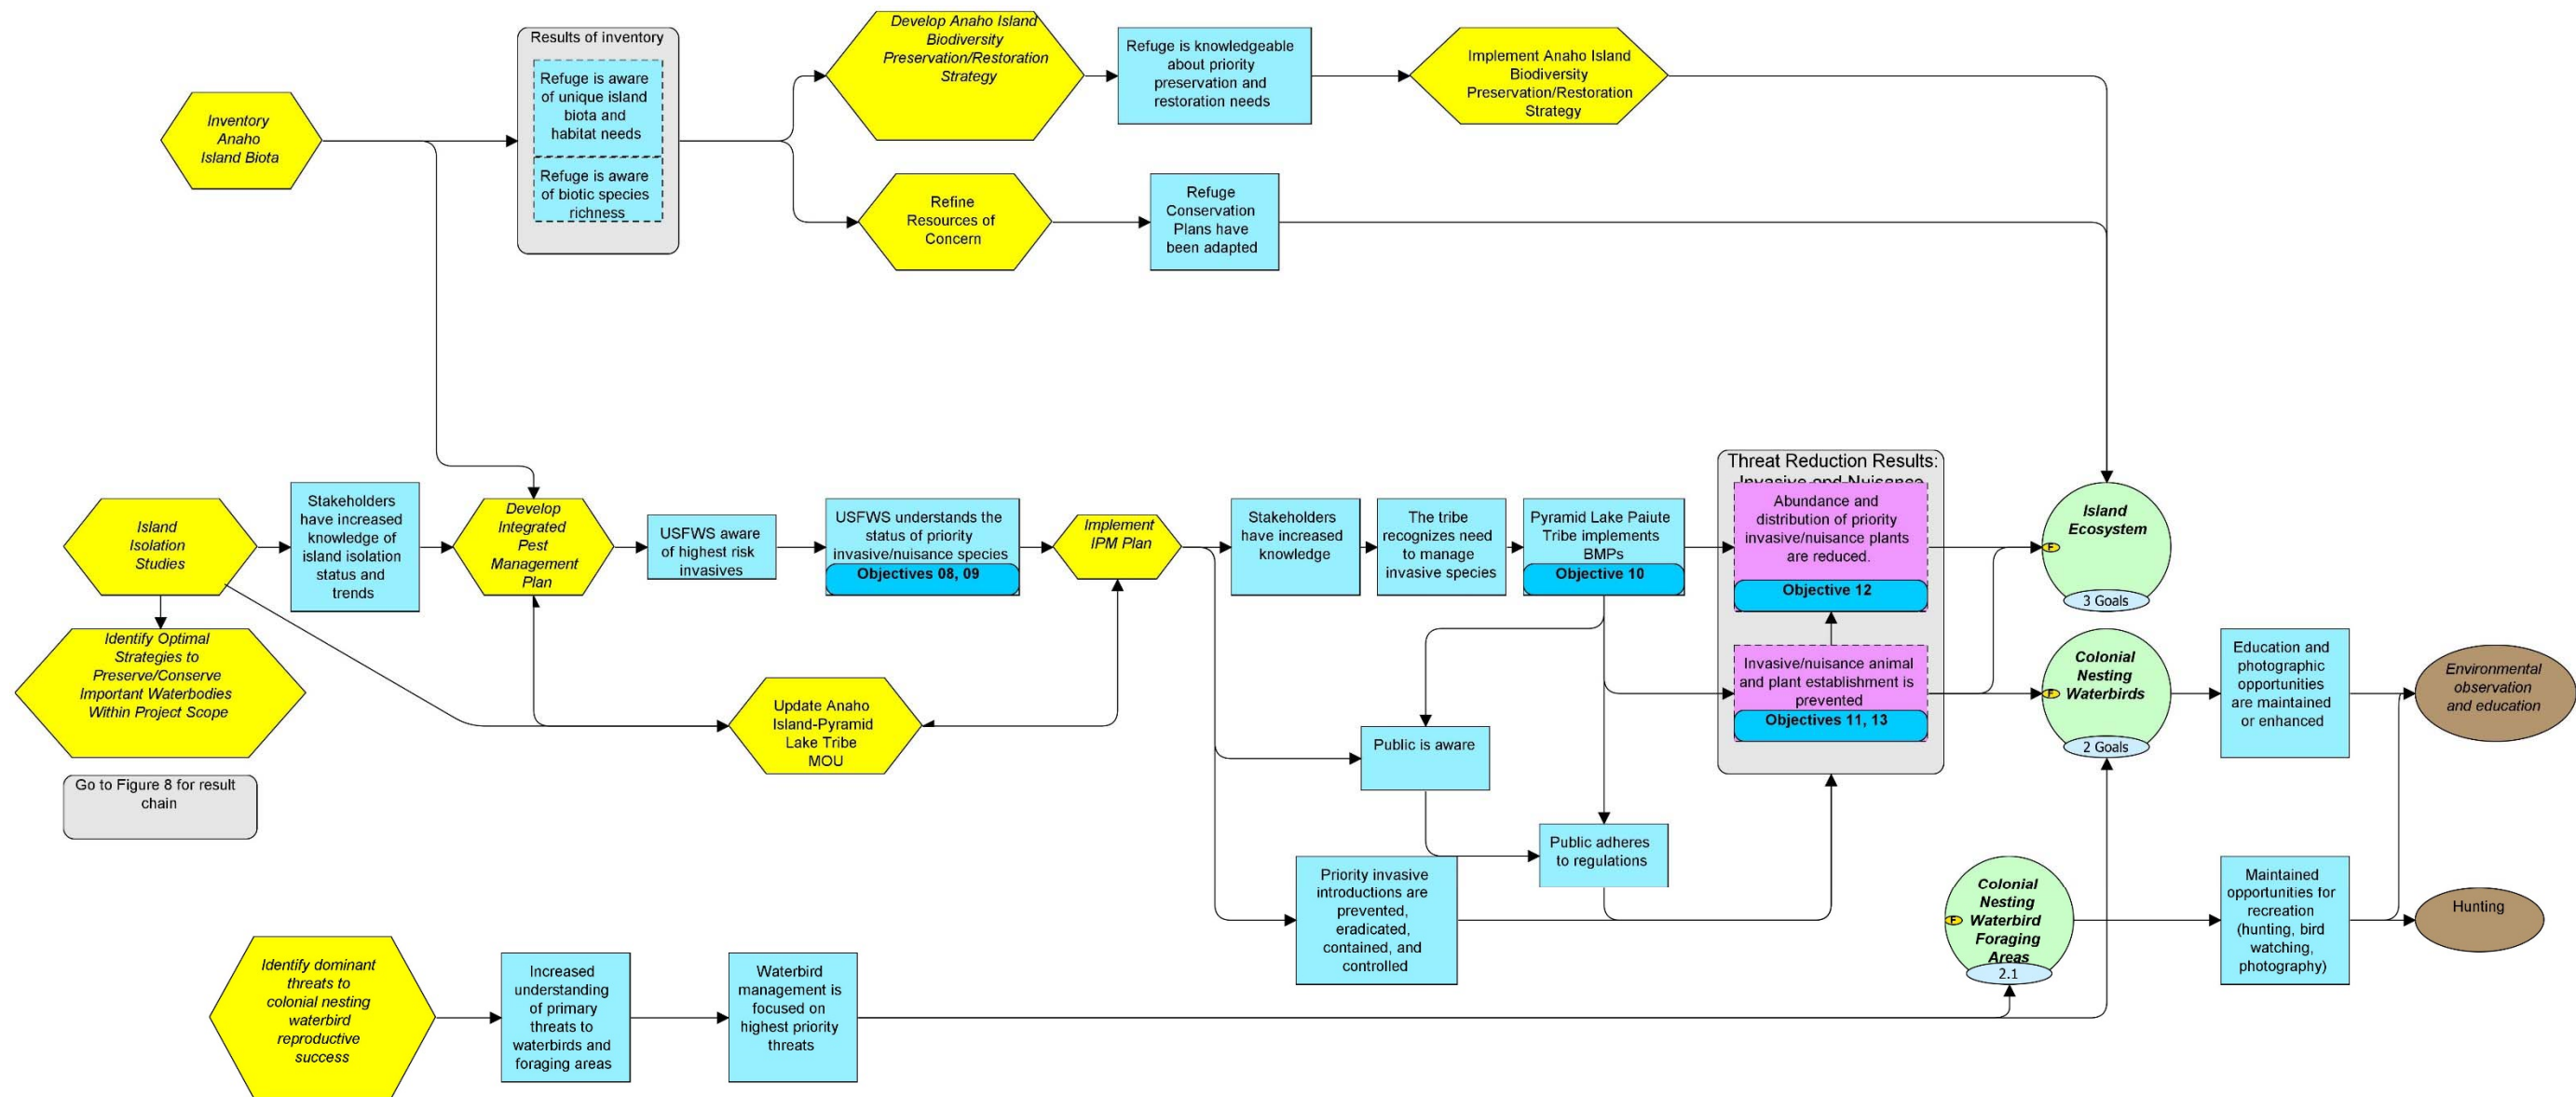 Results of inventory
Refuge is aware
of unique island
biota and
habitat needs
Refuge is aware
of biotic species
richness
Inventory
Anaho
Island Biota
Develop Anaho Island
Biodiversity
Preservation/Restoration
Strategy
Refuge is knowledgeable
about priority
preservation and
restoration needs
Implement Anaho Island
Biodiversity
Preservation/Restoration
Strategy
Refine
Resources of
Concern
Refuge
Conservation
Plans have
been adapted
Island
Isolation
Studies
Stakeholders
have increased
knowledge of
island isolation
status and
trends
Develop
Integrated
Pest
Management
Plan
USFWS aware
of highest risk
invasives
USFWS understands the
status of priority
invasive/nuisance species
Objectives 08, 09
Implement
IPM Plan
Stakeholders
have increased
knowledge
The tribe
recognizes need
to manage
invasive species
Pyramid Lake Paiute
Tribe implements
BMPs
Objective 10
Threat Reduction Results:
Invasive and Nuisance
Abundance and
distribution of priority
invasive/nuisance plants
are reduced.
Objective 12
Invasive/nuisance animal
and plant establishment is
prevented
Objectives 11, 13
Island
Ecosystem
F
3 Goals
Colonial
Nesting
Waterbirds
F
2 Goals
Education and
photographic
opportunities
are maintained
or enhanced
Environmental
observation
and education
Identify Optimal
Strategies to
Preserve/Conserve
Important Waterbodies
Within Project Scope
Update Anaho
Island-Pyramid
Lake Tribe
MOU
Go to Figure 8 for result
chain
Public is aware
Public adheres
to regulations
Priority invasive
introductions are
prevented,
eradicated,
contained, and
controlled
Colonial
Nesting
F Waterbird
Foraging
Areas
2.1
Maintained
opportunities for
recreation
(hunting, bird
watching,
photography)
Hunting
Identify dominant
threats to
colonial nesting
waterbird
reproductive
success
Increased
understanding
of primary
threats to
waterbirds and
foraging areas
Waterbird
management is
focused on
highest priority
threats